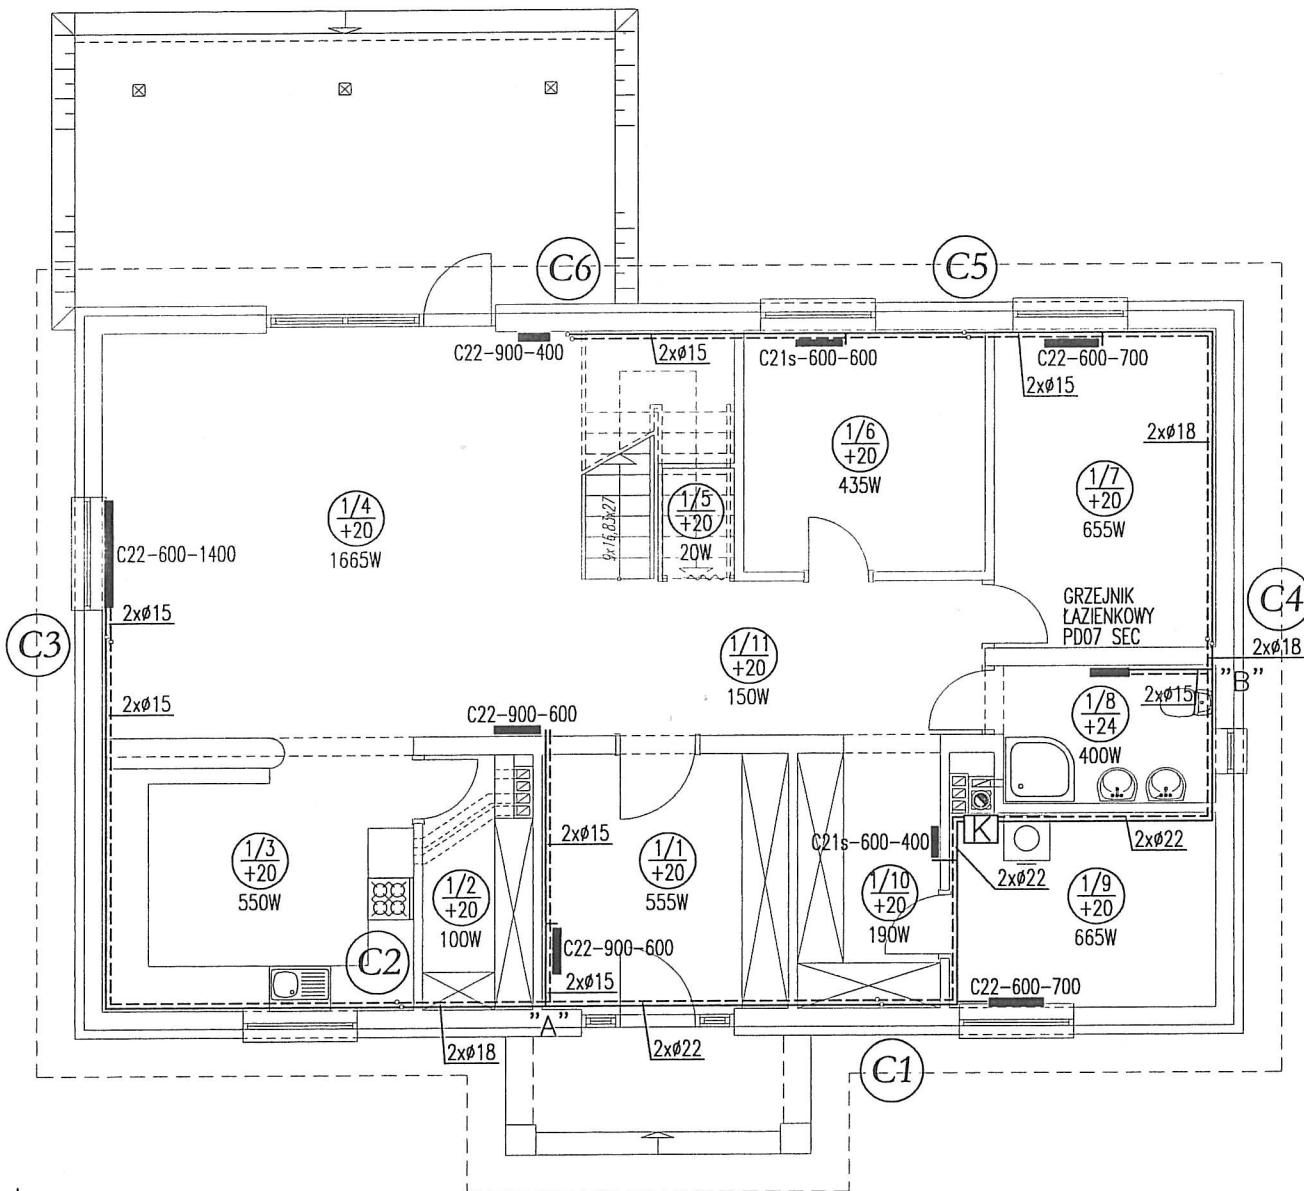 C6
C5
C22-900-400
2xø15
C21s-600-600
C22-600-700
2xø15
2xø18
1/6
+20
435W
1/4
+20
1665W
9x16,83x27
1/5
+20
20W
1/7
+20
655W
C22-600-1400
2xø15
C3
GRZEJNIK
ŁAZIENKOWY
PD07 SEC
C4
2xø18
1/11
+20
150W
"B"
2xø15
2xø15
1/8
+24
400W
C22-900-600
2xø15
C21s-600-400
K
2xø22
2xø22
1/3
+20
550W
1/2
+20
100W
1/1
+20
555W
1/10
+20
190W
1/9
+20
665W
C2
C22-900-600
2xø15
C22-600-700
"A"
2xø18
2xø22
C1